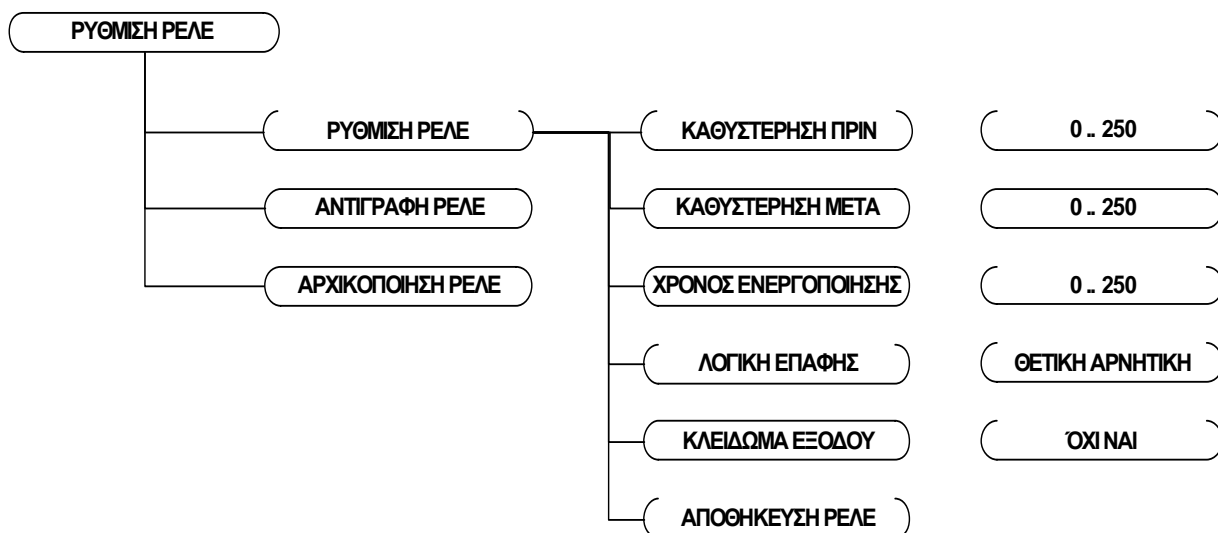 ΡΥΘΜΙΣΗ ΡΕΛΕ
ΡΥΘΜΙΣΗ ΡΕΛΕ
ΚΑΘΥΣΤΕΡΗΣΗ ΠΡΙΝ
0 .. 250
ΑΝΤΙΓΡΑΦΗ ΡΕΛΕ
ΚΑΘΥΣΤΕΡΗΣΗ ΜΕΤΑ
0 .. 250
ΑΡΧΙΚΟΠΟΙΗΣΗ ΡΕΛΕ
ΧΡΟΝΟΣ ΕΝΕΡΓΟΠΟΙΗΣΗΣ
0 .. 250
ΛΟΓΙΚΗ ΕΠΑΦΗΣ
ΘΕΤΙΚΗ ΑΡΝΗΤΙΚΗ
ΚΛΕΙΔΩΜΑ ΕΞΟΔΟΥ
ΌΧΙ ΝΑΙ
ΑΠΟΘΗΚΕΥΣΗ ΡΕΛΕ